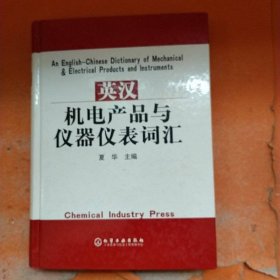 An English-Chinese Dictionary of Mechanical
& Electrical Products and Instruments
英汉
机电产品与
仪器仪表词汇
夏 华 主编
Chemical Industry Press
化学工业出版社